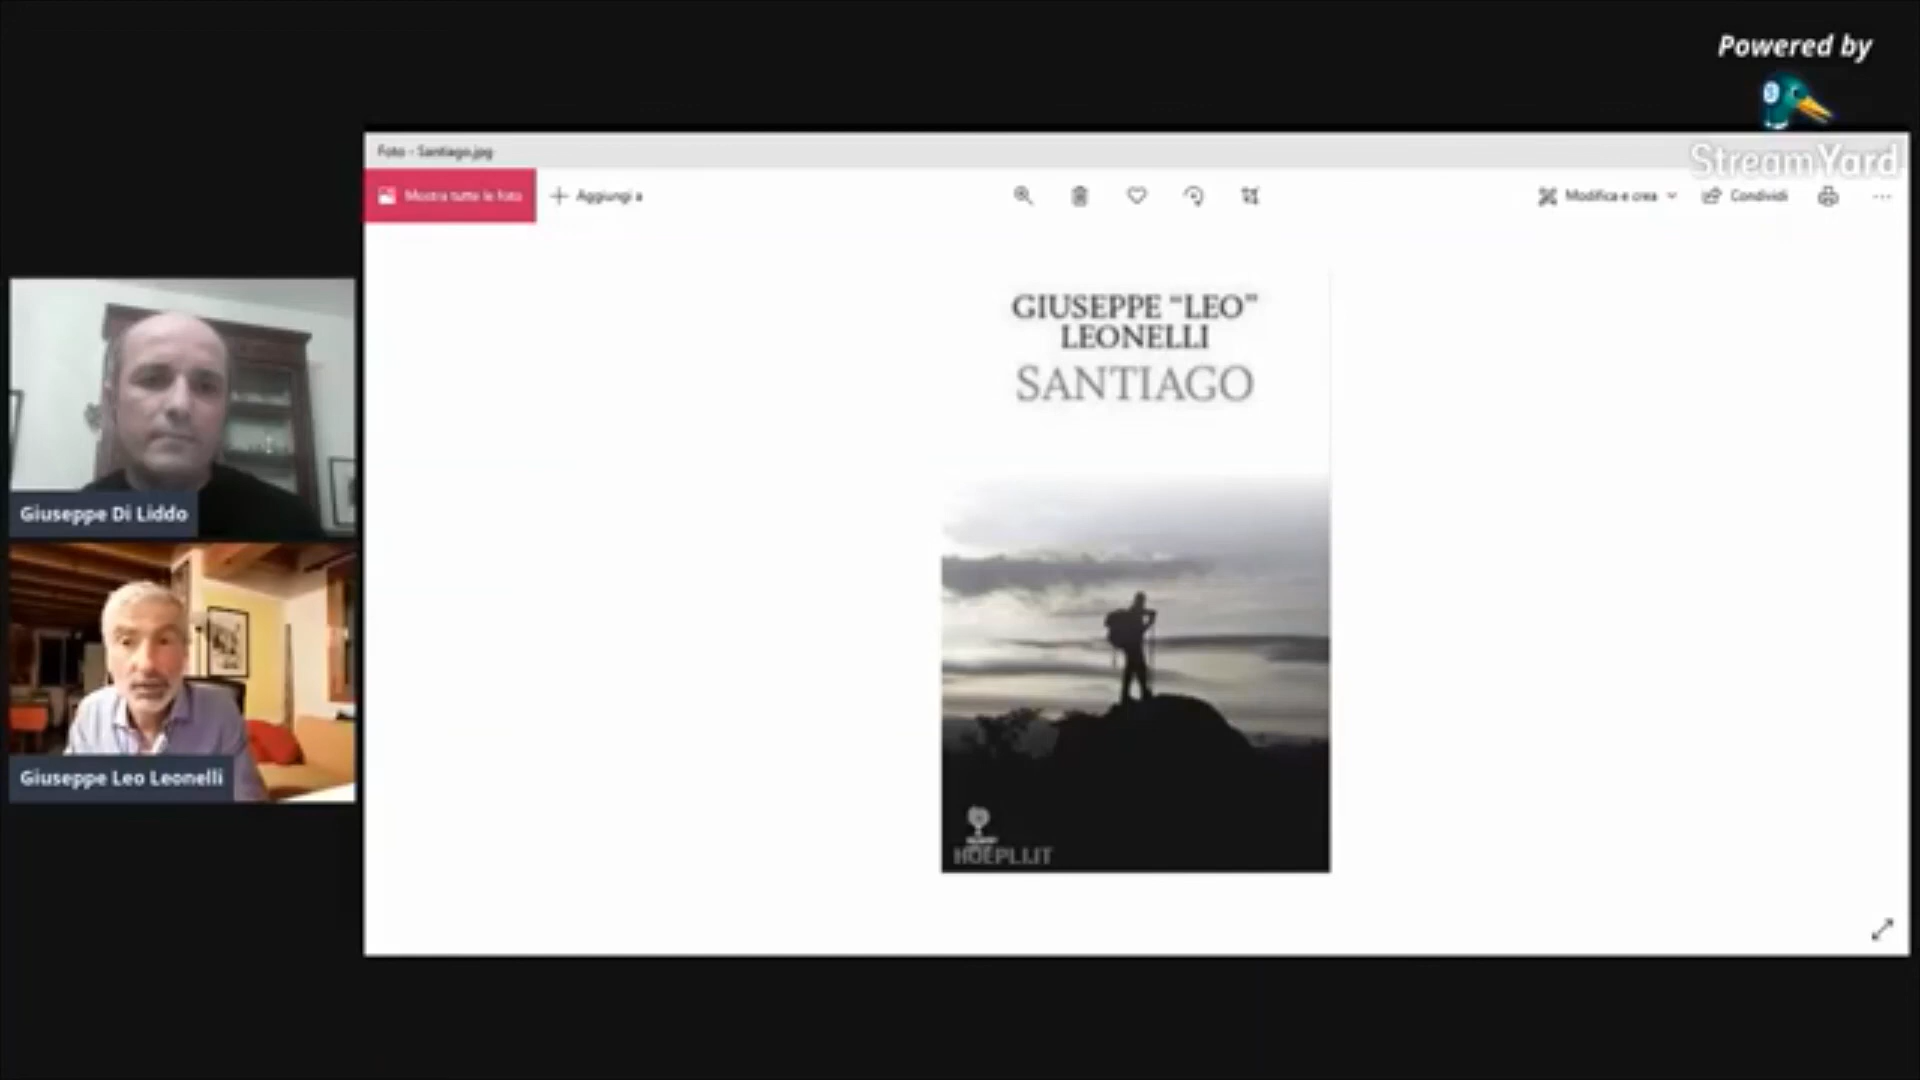 Powered by
StreamYard
Foto - Santiago.jpg
Mostra tutte le foto
Aggiungi a
Modifica e crea
Condividi
GIUSEPPE “LEO”
LEONELLI
SANTIAGO
HOEPLI.IT
Giuseppe Di Liddo
Giuseppe Leo Leonelli